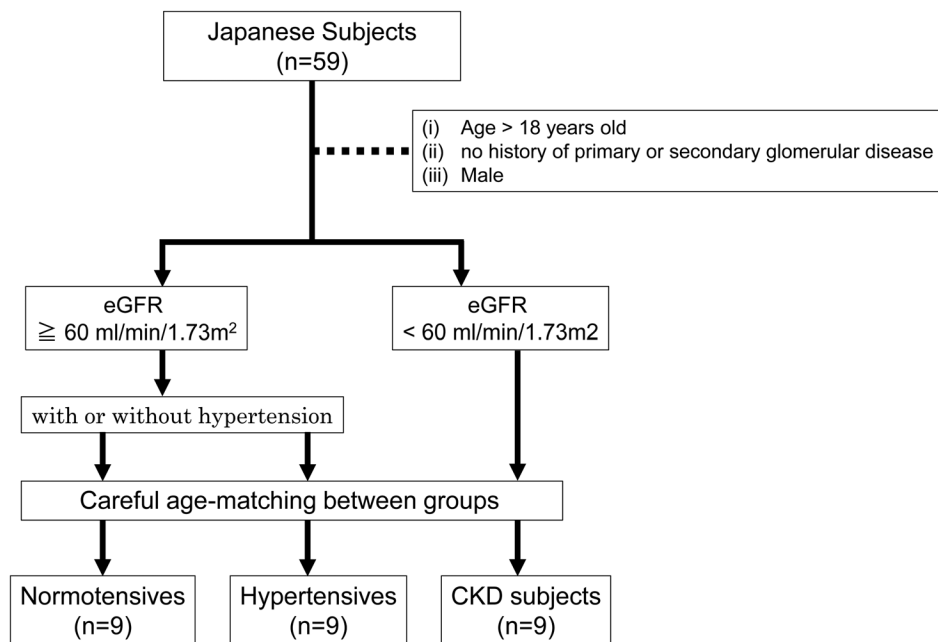 Japanese Subjects
(n=59)
(i) Age > 18 years old
(ii) no history of primary or secondary glomerular disease
(iii) Male
eGFR
≧ 60 ml/min/1.73m²
eGFR
< 60 ml/min/1.73m2
with or without hypertension
Careful age-matching between groups
Normotensives
(n=9)
Hypertensives
(n=9)
CKD subjects
(n=9)